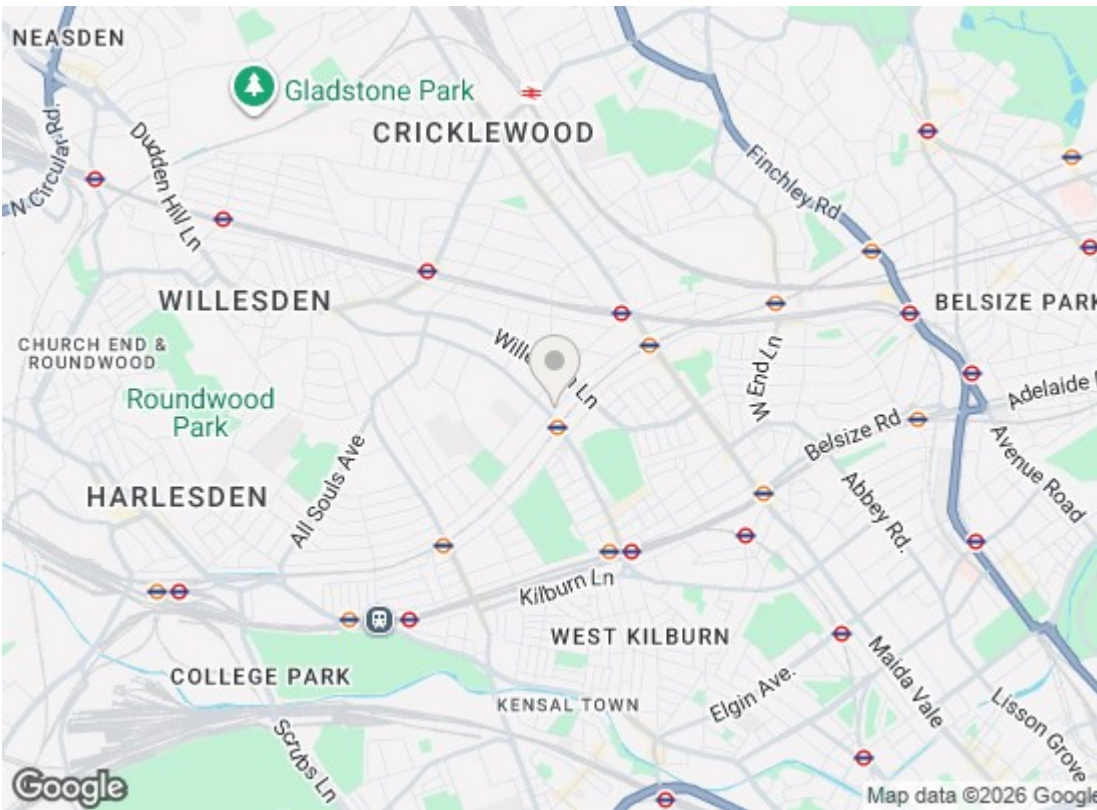 NEASDEN
Gladstone Park
CRICKLEWOOD
N Circular Rd
Dudden Hill Ln
Finchley Rd
WILLESDEN
BELSIZE PARK
CHURCH END &
ROUNDWOOD
Roundwood
Park
W End Ln
Adelaide
Belsize Rd
Avenue Road
All Souls Ave
HARLESDEN
Abbey Rd.
Kilburn Ln
WEST KILBURN
COLLEGE PARK
Maida Vale
KENSAL TOWN
Elgin Ave.
Lisson Grove
Scrubs Ln
Google
Map data ©2026 Google